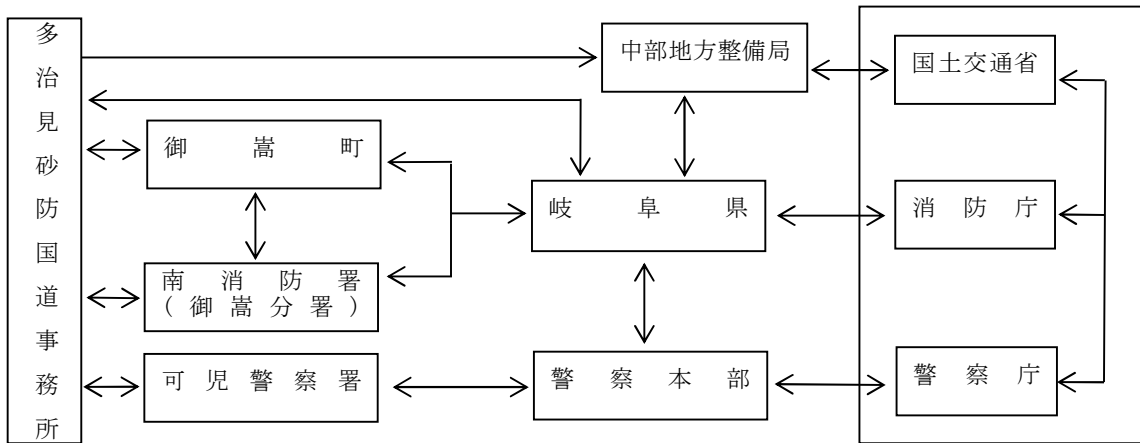 多治見砂防国道事務所
中部地方整備局
国土交通省
御嵩町
岐阜県
消防庁
南消防署
(御嵩分署)
可児警察署
警察本部
警察庁